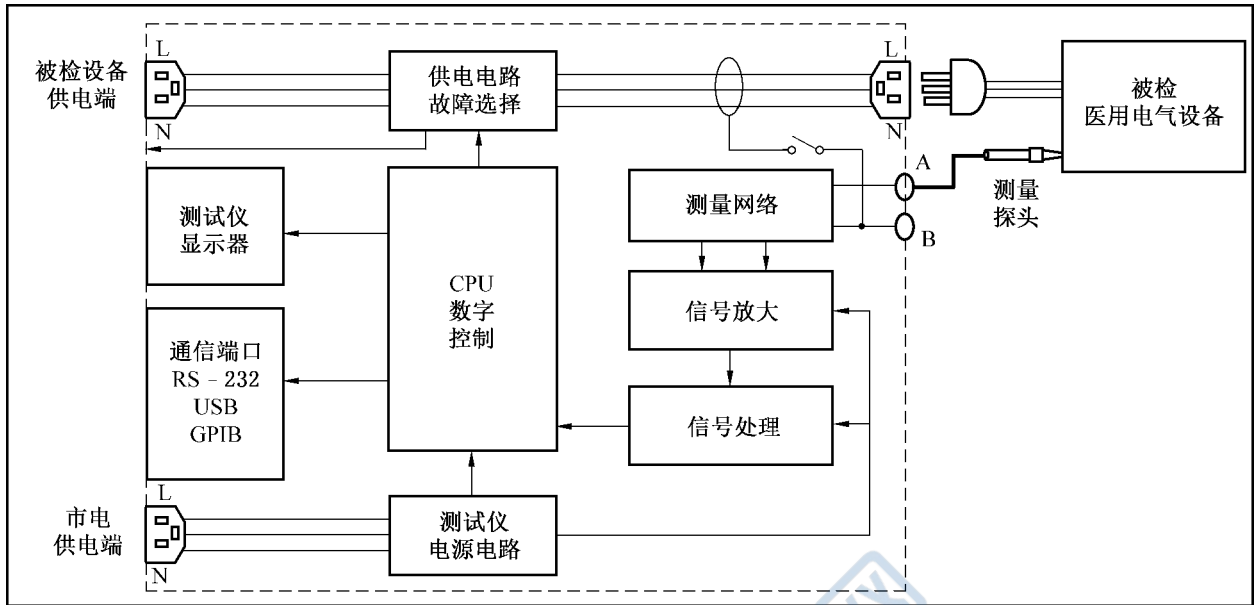 L
被检设备
供电端
N
供电电路
故障选择
L
N
被检
医用电气设备
A
测量
探头
B
测试仪
显示器
CPU
数字
控制
测量网络
信号放大
通信端口
RS - 232
USB
GPIB
信号处理
L
市电
供电端
N
测试仪
电源电路